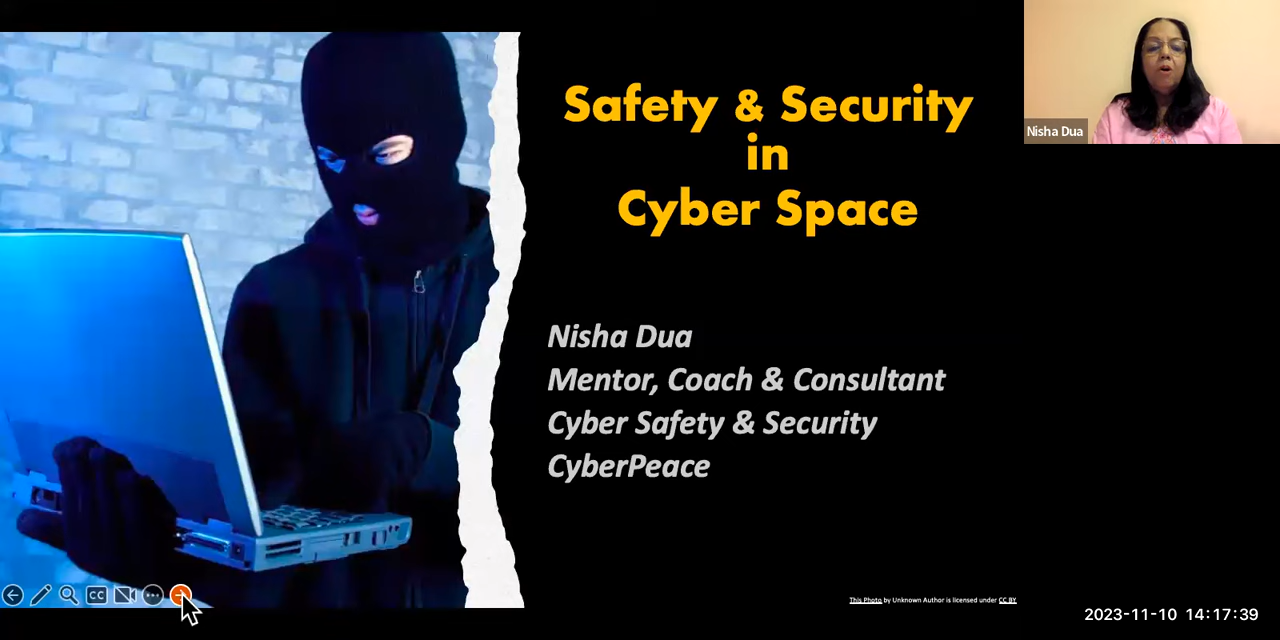 Safety & Security
in
Cyber Space
Nisha Dua
Nisha Dua
Mentor, Coach & Consultant
Cyber Safety & Security
CyberPeace
CC
This Photo by Unknown Author is licensed under CC BY
2023-11-10 14:17:39